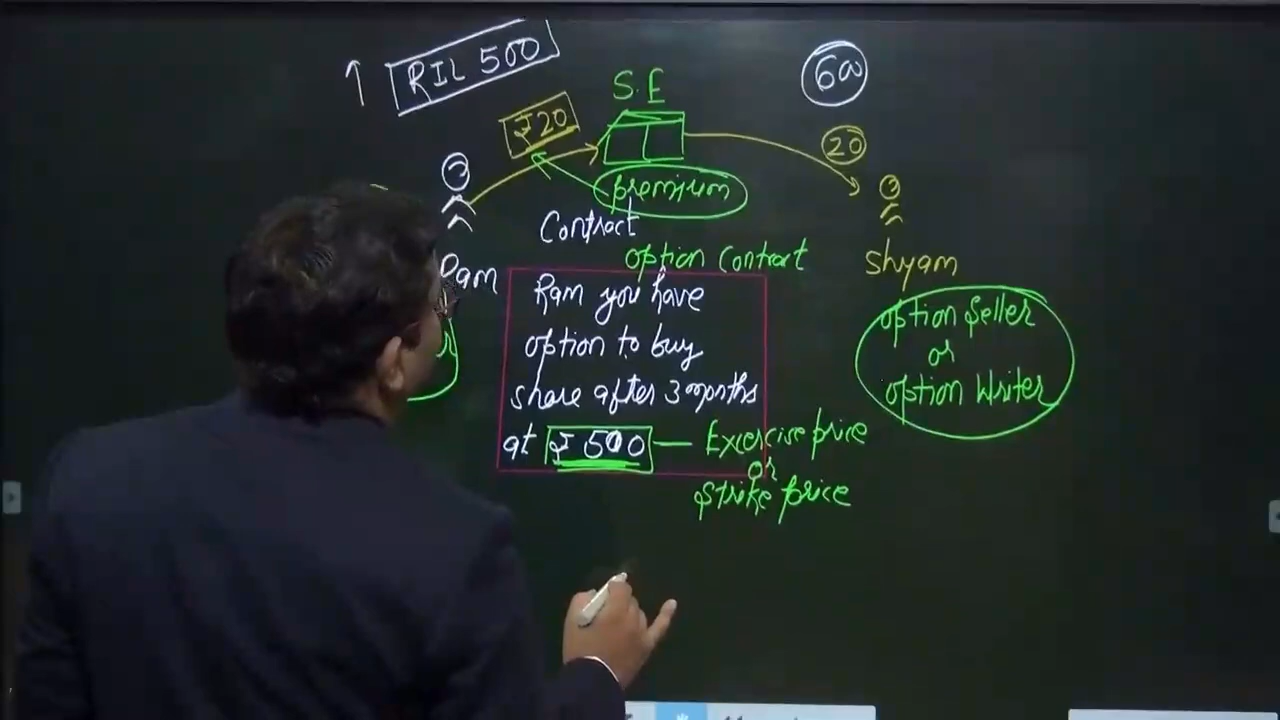 RIL 500
S.E
600
₹20
20
premium
Contract
option contract
Shyam
Ram
Ram you have
option to buy
share after 3 months
at ₹ 500 — Exercise price
or
strike price
option seller
or
option writer